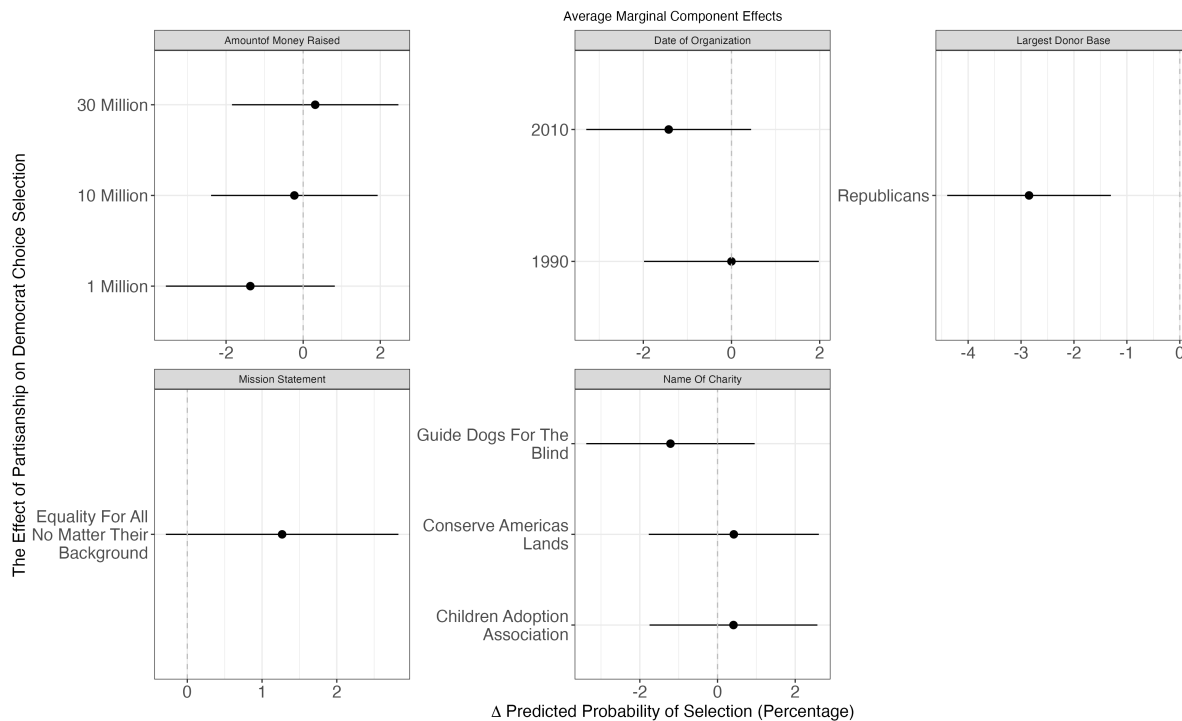 Average Marginal Component Effects
The Effect of Partisanship on Democrat Choice Selection
Amountof Money Raised
30 Million
10 Million
1 Million
-2 0 2
Date of Organization
2010
1990
-2 0 2
Largest Donor Base
Republicans
-4 -3 -2 -1 0
Mission Statement
Equality For All
No Matter Their
Background
0 1 2
Name Of Charity
Guide Dogs For The
Blind
Conserve Americas
Lands
Children Adoption
Association
-2 0 2
Δ Predicted Probability of Selection (Percentage)